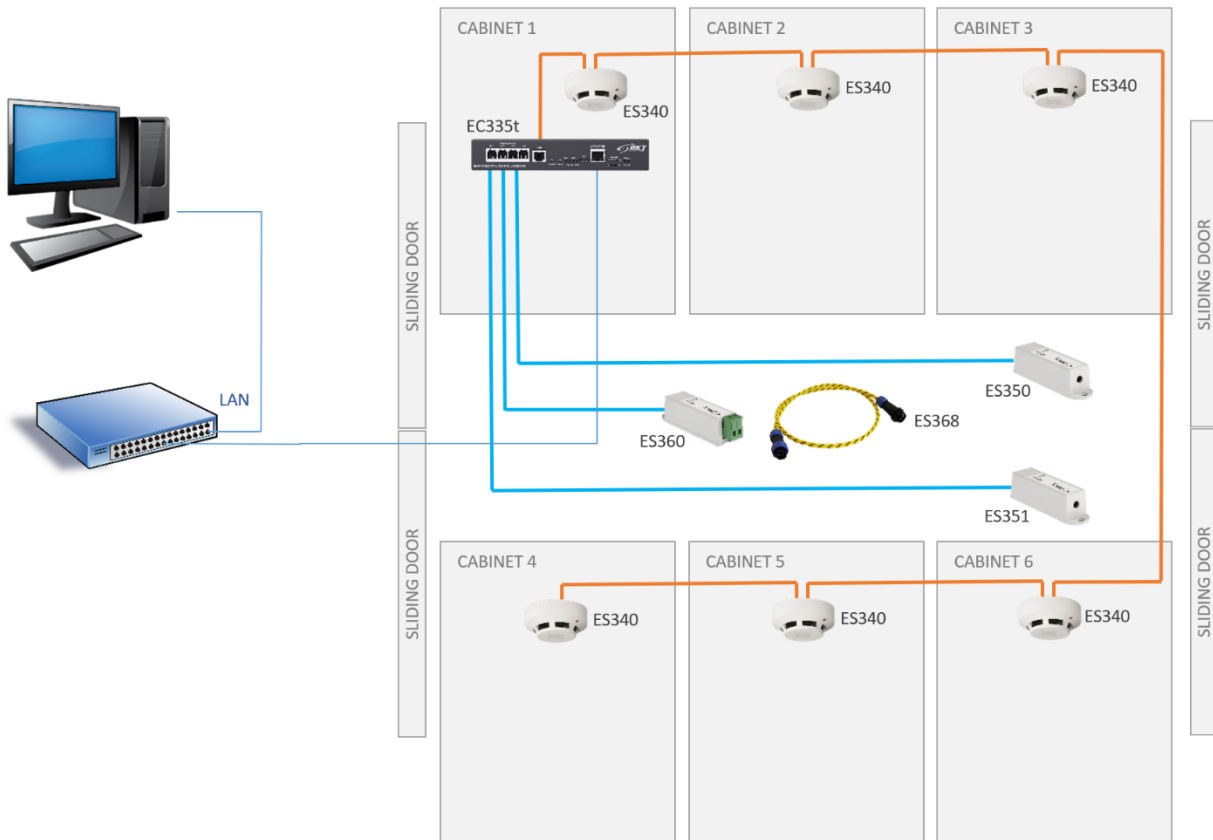 CABINET 1
CABINET 2
CABINET 3
ES340
ES340
ES340
EC335t
BKT
SLIDING DOOR
SLIDING DOOR
LAN
ES350
ES360
ES368
ES351
SLIDING DOOR
SLIDING DOOR
CABINET 4
CABINET 5
CABINET 6
ES340
ES340
ES340